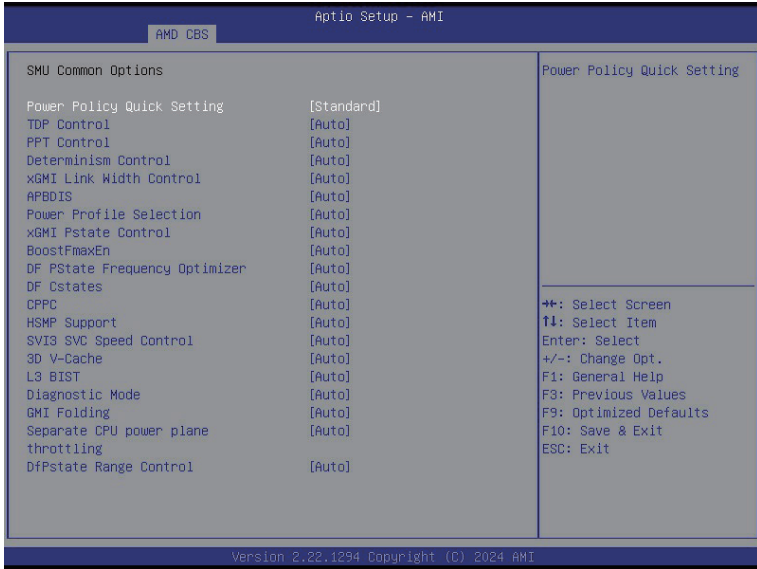 Aptio Setup – AMI
AMD CBS
SMU Common Options
Power Policy Quick Setting [Standard]
TDP Control [Auto]
PPT Control [Auto]
Determinism Control [Auto]
xGMI Link Width Control [Auto]
APBDIS [Auto]
Power Profile Selection [Auto]
xGMI Pstate Control [Auto]
BoostFmaxEn [Auto]
DF PState Frequency Optimizer [Auto]
DF Cstates [Auto]
CPPC [Auto]
HSMP Support [Auto]
SVI3 SVC Speed Control [Auto]
3D V-Cache [Auto]
L3 BIST [Auto]
Diagnostic Mode [Auto]
GMI Folding [Auto]
Separate CPU power plane [Auto]
throttling
DfPstate Range Control [Auto]
Power Policy Quick Setting
→←: Select Screen
↑↓: Select Item
Enter: Select
+/-: Change Opt.
F1: General Help
F3: Previous Values
F9: Optimized Defaults
F10: Save & Exit
ESC: Exit
Version 2.22.1294 Copyright (C) 2024 AMI